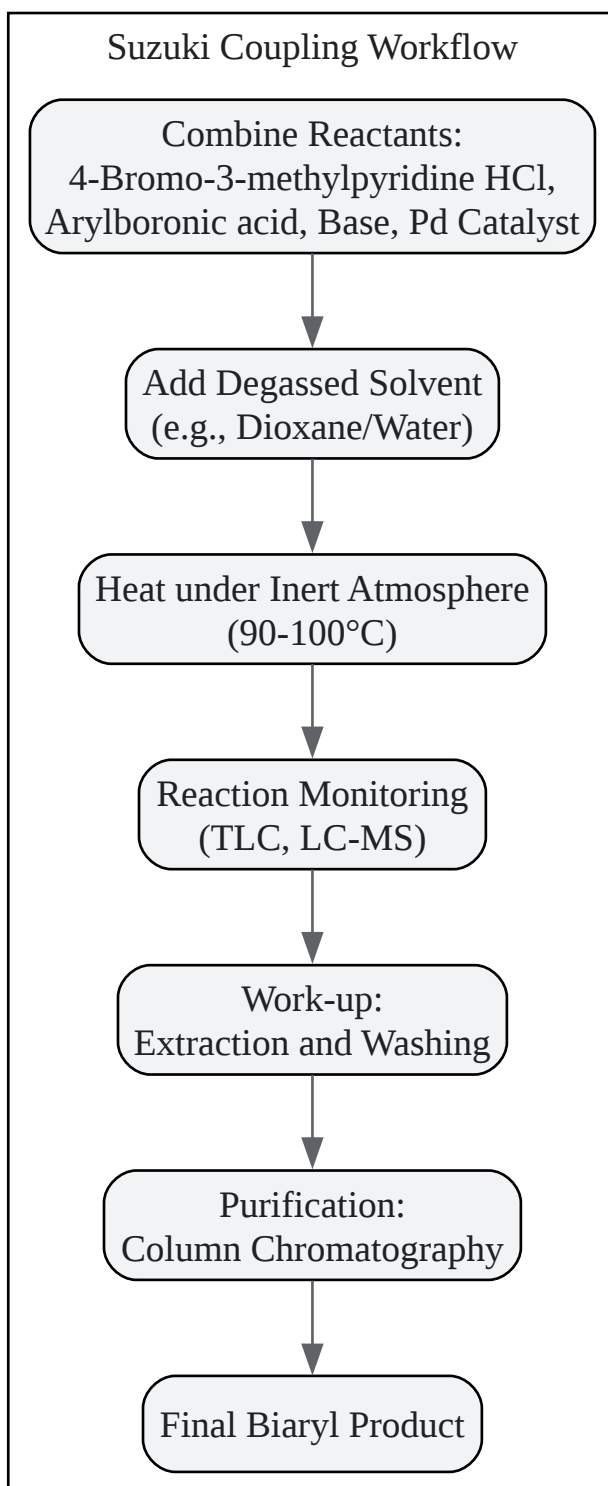 Suzuki Coupling Workflow
Combine Reactants:
4-Bromo-3-methylpyridine HCl,
Arylboronic acid, Base, Pd Catalyst
Add Degassed Solvent
(e.g., Dioxane/Water)
Heat under Inert Atmosphere
(90-100°C)
Reaction Monitoring
(TLC, LC-MS)
Work-up:
Extraction and Washing
Purification:
Column Chromatography
Final Biaryl Product